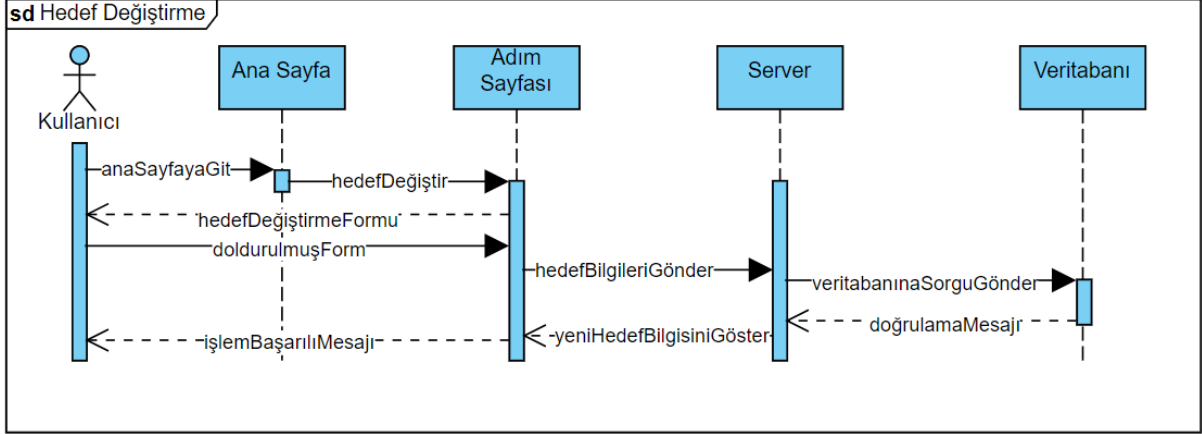 sd Hedef Değiştirme
Kullanıcı
Ana Sayfa
Adım
Sayfası
Server
Veritabanı
anaSayfayaGit
hedefDeğiştir
hedefDeğiştirmeFormu
doldurulmuşForm
hedefBilgileriGönder
veritabanınaSorguGönder
doğrulamaMesajı
yeniHedefBilgisiniGöster
işlemBaşarılıMesajı